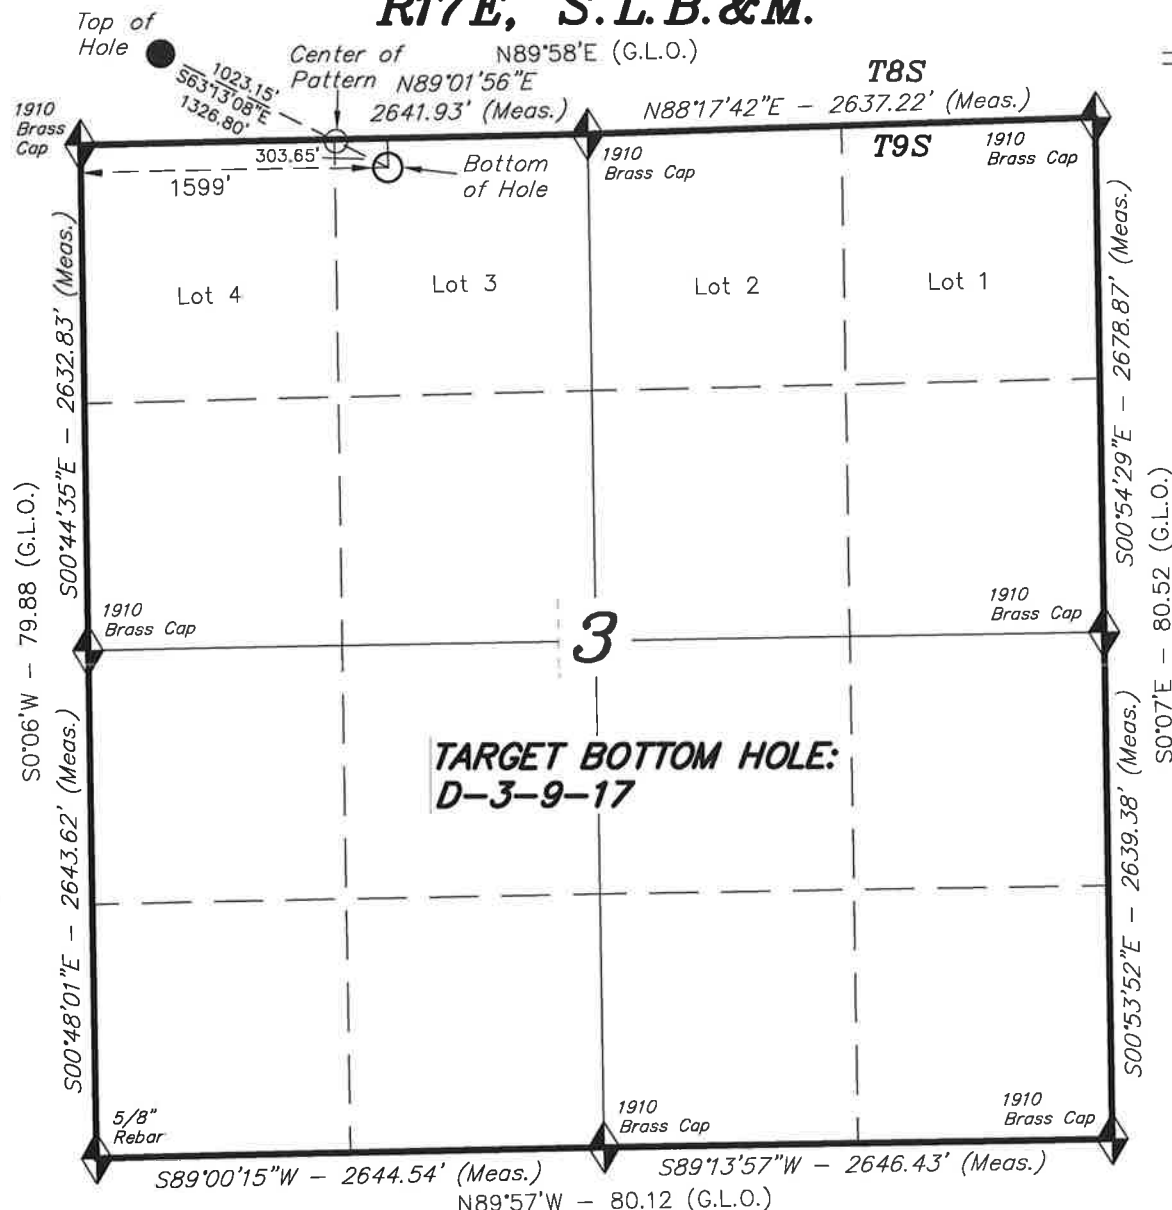 R17E, S.L.B.&M.
Top of
Hole
Center of
Pattern
N89°58'E (G.L.O.)
N89°01'56"E
2641.93' (Meas.)
T8S
N88°17'42"E – 2637.22' (Meas.)
T9S
1023.15'
S63°13'08"E
1326.80'
1910
Brass
Cap
303.65'
1599'
Bottom
of Hole
1910
Brass Cap
1910
Brass Cap
Lot 4
Lot 3
Lot 2
Lot 1
S00°44'35"E – 2632.83' (Meas.)
S00°54'29"E – 2678.87' (Meas.)
S0°06'W – 79.88 (G.L.O.)
S0°07'E – 80.52 (G.L.O.)
1910
Brass Cap
1910
Brass Cap
3
TARGET BOTTOM HOLE:
D–3–9–17
S00°48'01"E – 2643.62' (Meas.)
S00°53'52"E – 2639.38' (Meas.)
5/8"
Rebar
1910
Brass Cap
1910
Brass Cap
S89°00'15"W – 2644.54' (Meas.)
S89°13'57"W – 2646.43' (Meas.)
N89°57'W – 80.12 (G.L.O.)